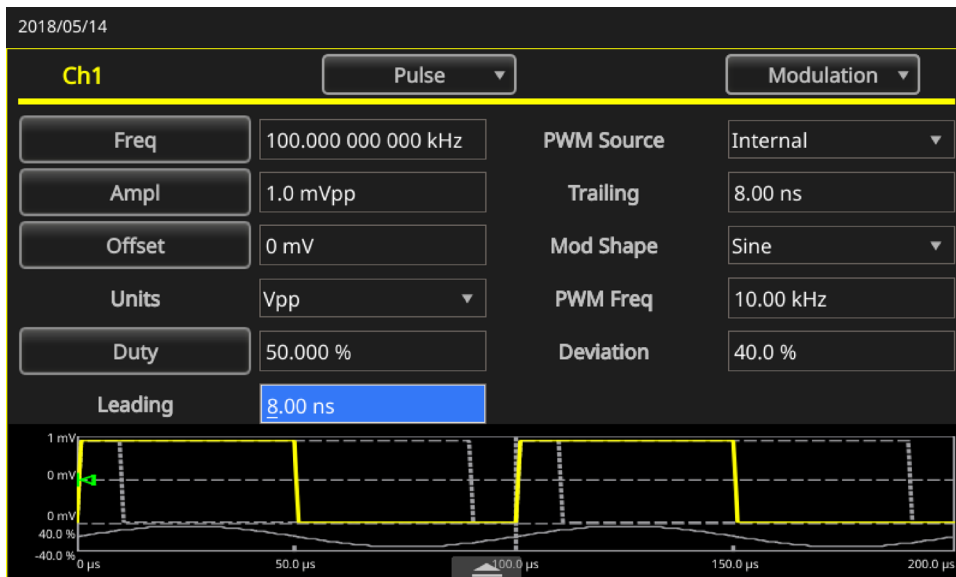 2018/05/14
Ch1 Pulse Modulation
Freq 100.000 000 000 kHz PWM Source Internal
Ampl 1.0 mVpp Trailing 8.00 ns
Offset 0 mV Mod Shape Sine
Units Vpp PWM Freq 10.00 kHz
Duty 50.000 % Deviation 40.0 %
Leading 8.00 ns
1 mV
0 mV
0 mV
40.0 %
-40.0 %
0 µs 50.0 µs 100.0 µs 150.0 µs 200.0 µs